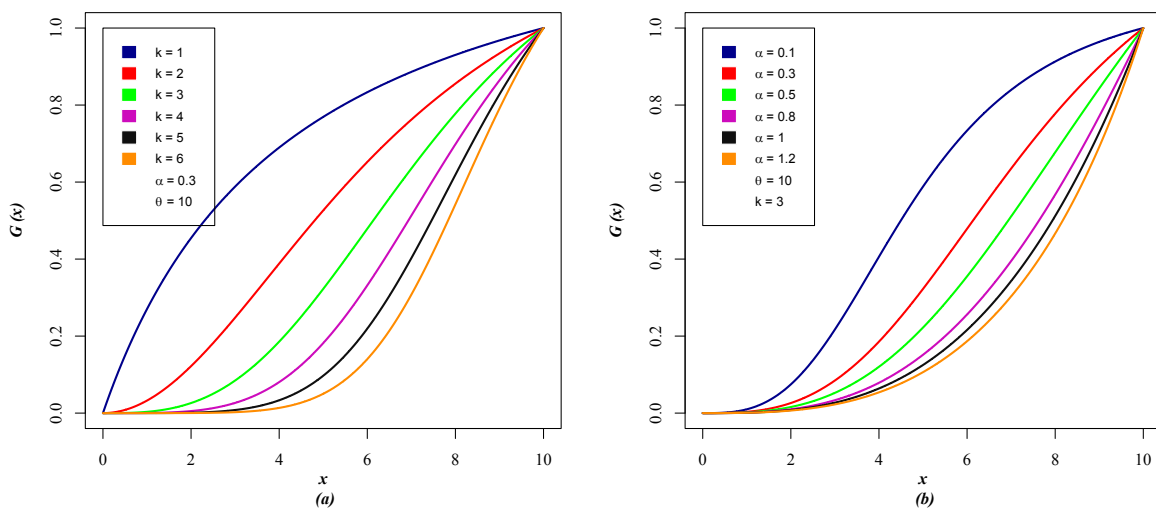 G (x)
0.0 0.2 0.4 0.6 0.8 1.0
k = 1
k = 2
k = 3
k = 4
k = 5
k = 6
α = 0.3
θ = 10
0 2 4 6 8 10
x
(a)
G (x)
0.0 0.2 0.4 0.6 0.8 1.0
α = 0.1
α = 0.3
α = 0.5
α = 0.8
α = 1
α = 1.2
θ = 10
k = 3
0 2 4 6 8 10
x
(b)